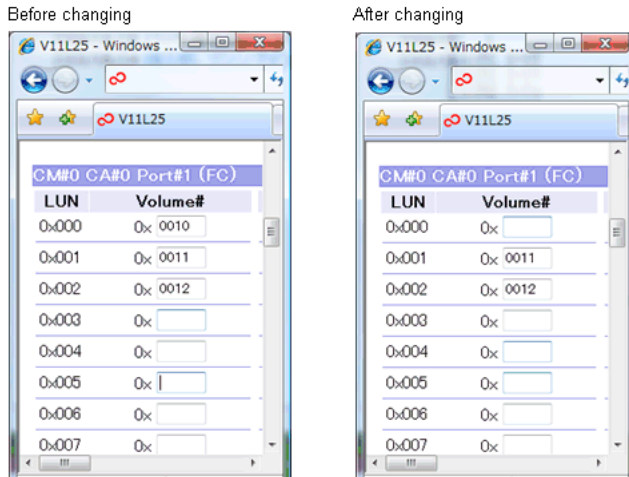 Before changing
V11L25 - Windows ...
V11L25
CM#0 CA#0 Port#1 (FC)
LUN Volume#
0x000 0x 0010
0x001 0x 0011
0x002 0x 0012
0x003 0x
0x004 0x
0x005 0x
0x006 0x
0x007 0x
After changing
V11L25 - Windows ...
V11L25
CM#0 CA#0 Port#1 (FC)
LUN Volume#
0x000 0x
0x001 0x 0011
0x002 0x 0012
0x003 0x
0x004 0x
0x005 0x
0x006 0x
0x007 0x